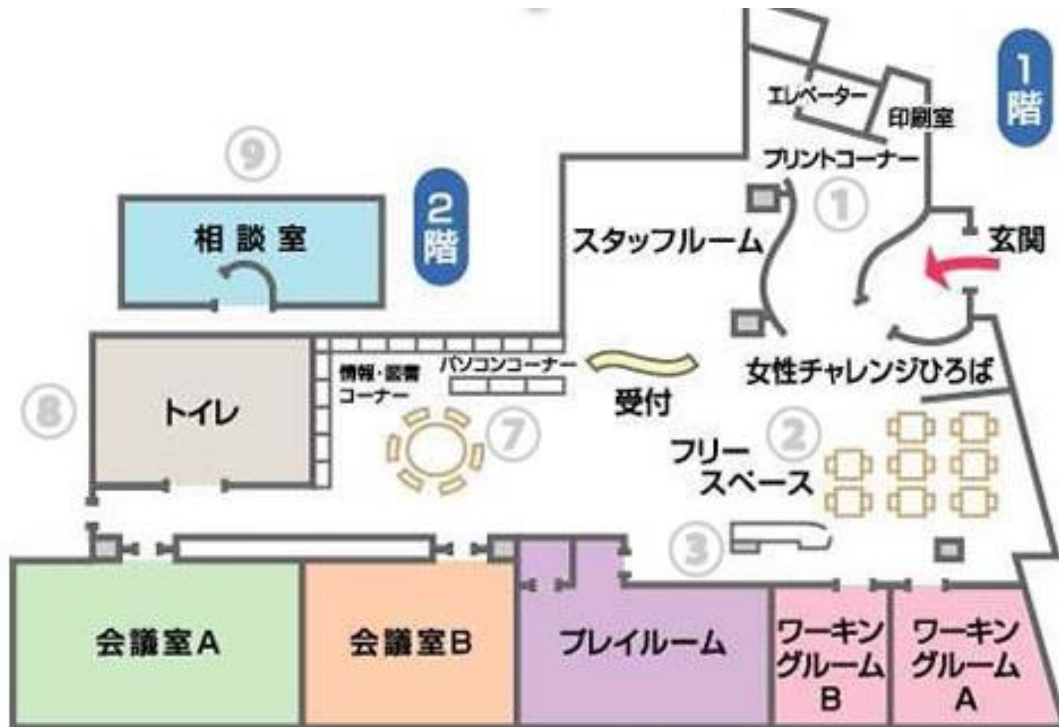 1
階
エレベーター
印刷室
プリントコーナー
①
⑨
2
階
相談室
スタッフルーム
玄関
情報・図書
コーナー
パソコンコーナー
受付
女性チャレンジひろば
⑧
トイレ
⑦
②
フリー
スペース
③
会議室A
会議室B
プレイルーム
ワーキン
グルーム
B
ワーキン
グルーム
A